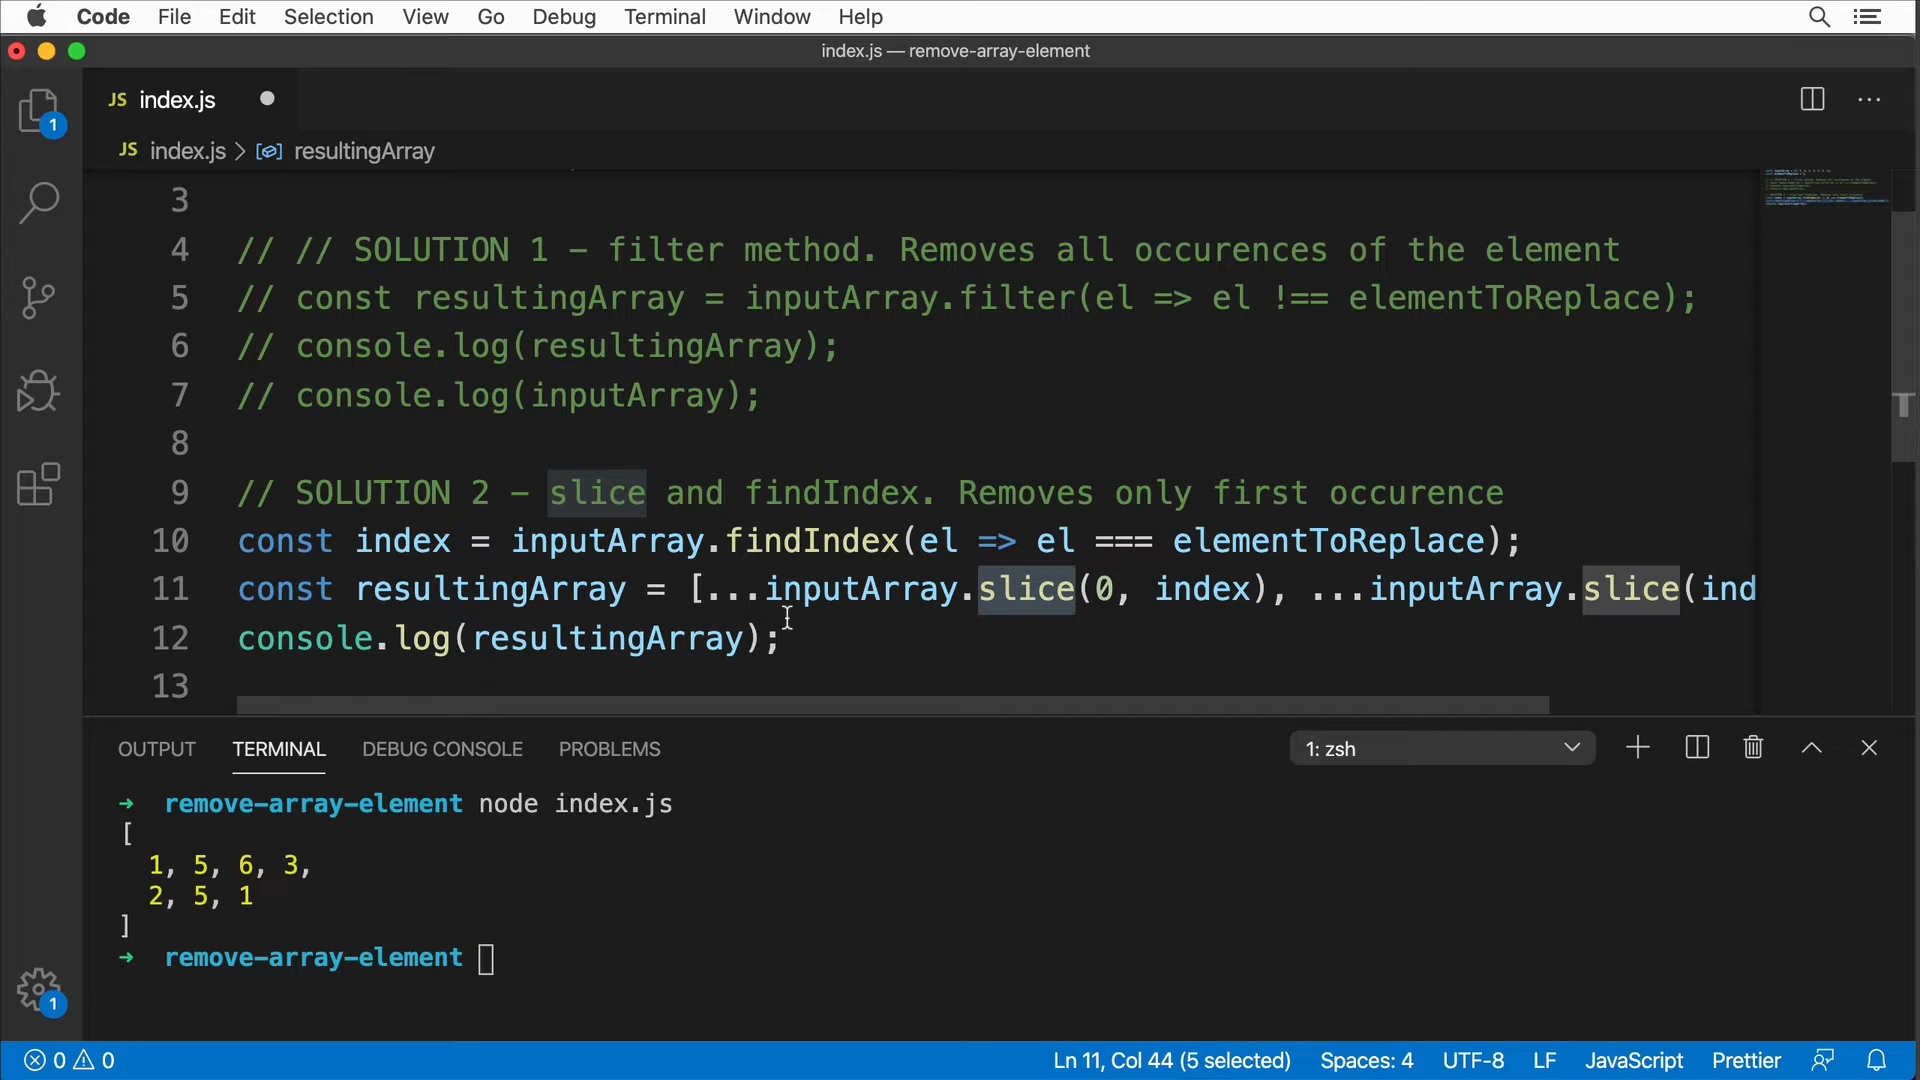 Code File Edit Selection View Go Debug Terminal Window Help
index.js — remove-array-element
JS index.js
JS index.js > resultingArray
1
3
4 // // SOLUTION 1 – filter method. Removes all occurences of the element
5 // const resultingArray = inputArray.filter(el => el !== elementToReplace);
6 // console.log(resultingArray);
7 // console.log(inputArray);
8
9 // SOLUTION 2 – slice and findIndex. Removes only first occurence
10 const index = inputArray.findIndex(el => el === elementToReplace);
11 const resultingArray = [...inputArray.slice(0, index), ...inputArray.slice(ind
12 console.log(resultingArray);
13
OUTPUT TERMINAL DEBUG CONSOLE PROBLEMS 1: zsh
→ remove-array-element node index.js
[
1, 5, 6, 3,
2, 5, 1
]
→ remove-array-element
1
0 0 Ln 11, Col 44 (5 selected) Spaces: 4 UTF-8 LF JavaScript Prettier